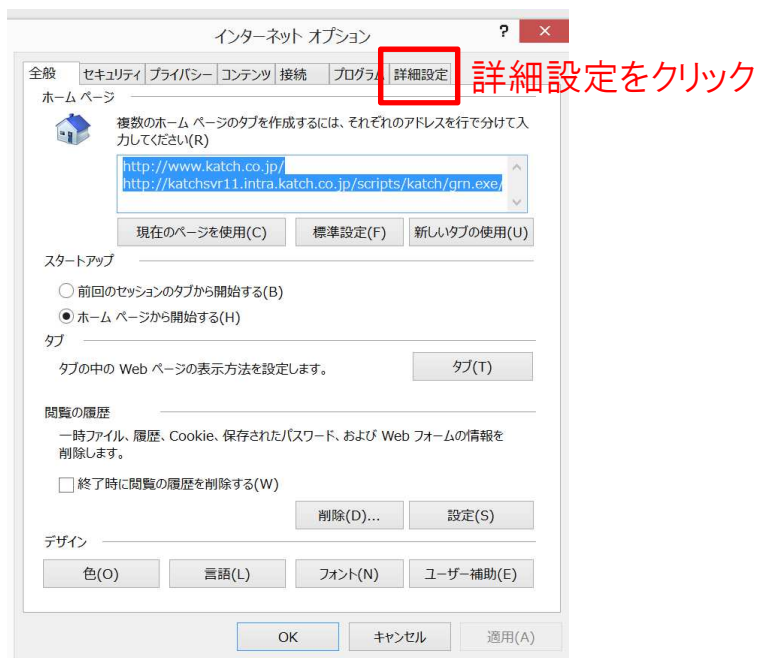 インターネット オプション
?
全般 セキュリティ プライバシー コンテンツ 接続 プログラム 詳細設定
詳細設定をクリック
ホーム ページ
複数のホーム ページのタブを作成するには、それぞれのアドレスを行で分けて入
力してください(R)
http://www.katch.co.jp/
http://katchsvr11.intra.katch.co.jp/scripts/katch/grn.exe/
現在のページを使用(C) 標準設定(F) 新しいタブの使用(U)
スタートアップ
前回のセッションのタブから開始する(B)
ホーム ページから開始する(H)
タブ
タブの中の Web ページの表示方法を設定します。 タブ(T)
閲覧の履歴
一時ファイル、履歴、Cookie、保存されたパスワード、および Web フォームの情報を
削除します。
終了時に閲覧の履歴を削除する(W)
削除(D)... 設定(S)
デザイン
色(O) 言語(L) フォント(N) ユーザー補助(E)
OK キャンセル 適用(A)